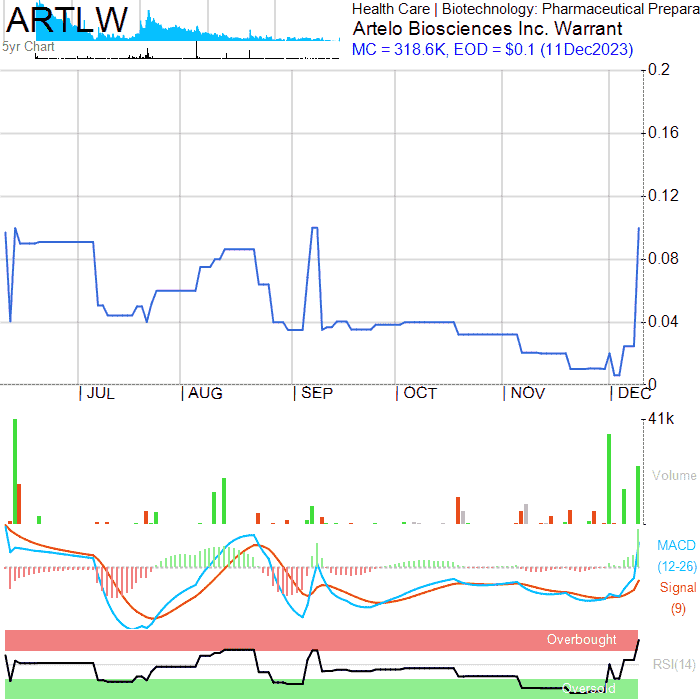 ARTLW
5yr Chart
Health Care | Biotechnology: Pharmaceutical Prepara
Artelo Biosciences Inc. Warrant
MC = 318.6K, EOD = $0.1 (11Dec2023)
0.2
0.16
0.12
0.08
0.04
0
JUL AUG SEP OCT NOV DEC
41k
Volume
MACD
(12-26)
Signal
(9)
Overbought
RSI(14)
Oversold